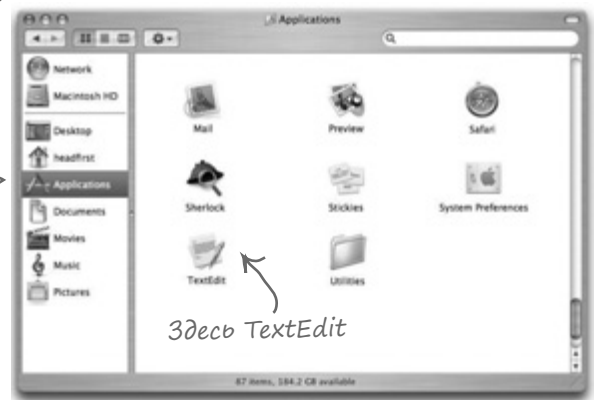 Applications
Network
Macintosh HD
Desktop
headfirst
Applications
Documents
Movies
Music
Pictures
Mail
Preview
Safari
Sherlock
Stickies
System Preferences
TextEdit
Utilities
Здесь TextEdit
87 items, 184.2 GB available